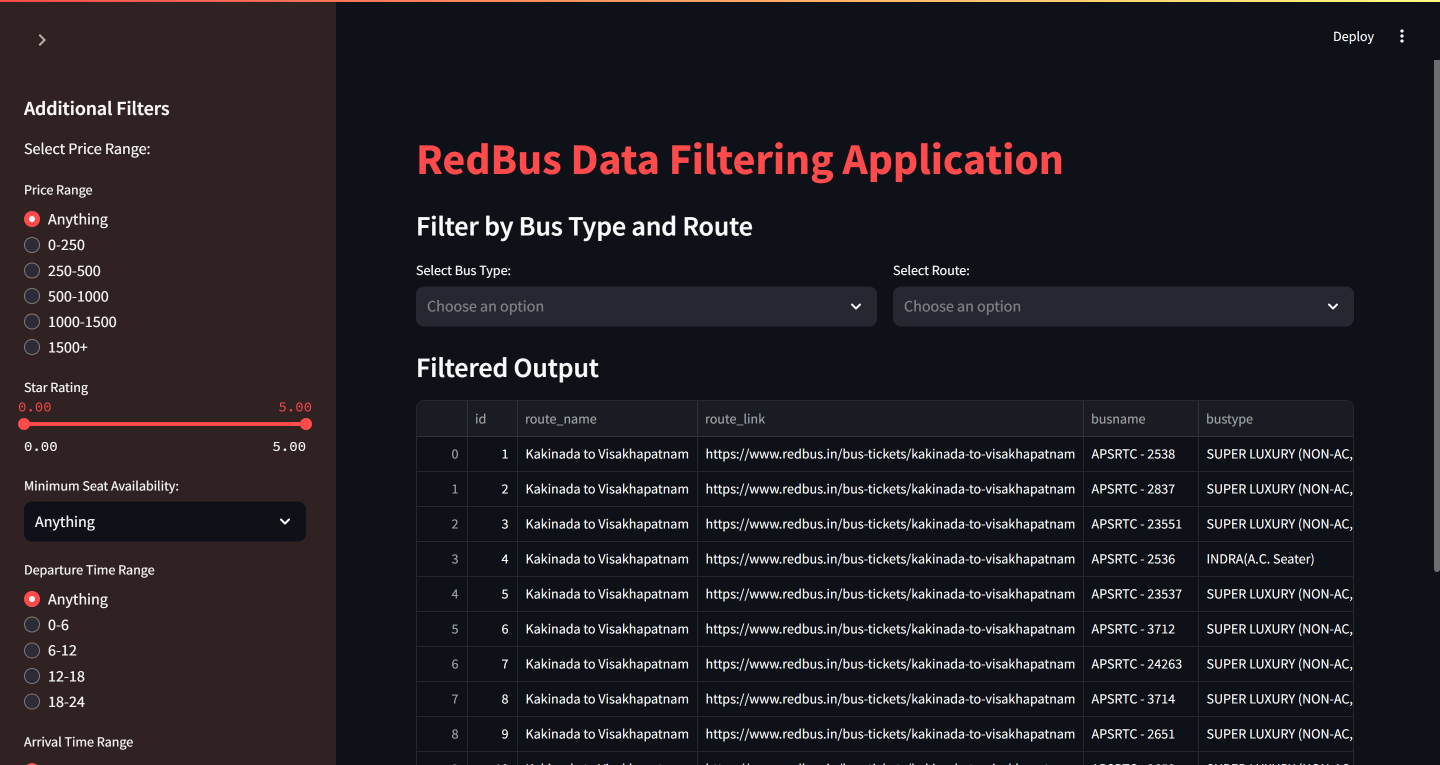 Deploy
Additional Filters
Select Price Range:
Price Range
Anything
0-250
250-500
500-1000
1000-1500
1500+
Star Rating
0.00 5.00
0.00 5.00
Minimum Seat Availability:
Anything
Departure Time Range
Anything
0-6
6-12
12-18
18-24
Arrival Time Range
RedBus Data Filtering Application
Filter by Bus Type and Route
Select Bus Type: Select Route:
Choose an option Choose an option
Filtered Output
id route_name route_link busname bustype
0 1 Kakinada to Visakhapatnam https://www.redbus.in/bus-tickets/kakinada-to-visakhapatnam APSRTC - 2538 SUPER LUXURY (NON-AC,
1 2 Kakinada to Visakhapatnam https://www.redbus.in/bus-tickets/kakinada-to-visakhapatnam APSRTC - 2837 SUPER LUXURY (NON-AC,
2 3 Kakinada to Visakhapatnam https://www.redbus.in/bus-tickets/kakinada-to-visakhapatnam APSRTC - 23551 SUPER LUXURY (NON-AC,
3 4 Kakinada to Visakhapatnam https://www.redbus.in/bus-tickets/kakinada-to-visakhapatnam APSRTC - 2536 INDRA(A.C. Seater)
4 5 Kakinada to Visakhapatnam https://www.redbus.in/bus-tickets/kakinada-to-visakhapatnam APSRTC - 23537 SUPER LUXURY (NON-AC,
5 6 Kakinada to Visakhapatnam https://www.redbus.in/bus-tickets/kakinada-to-visakhapatnam APSRTC - 3712 SUPER LUXURY (NON-AC,
6 7 Kakinada to Visakhapatnam https://www.redbus.in/bus-tickets/kakinada-to-visakhapatnam APSRTC - 24263 SUPER LUXURY (NON-AC,
7 8 Kakinada to Visakhapatnam https://www.redbus.in/bus-tickets/kakinada-to-visakhapatnam APSRTC - 3714 SUPER LUXURY (NON-AC,
8 9 Kakinada to Visakhapatnam https://www.redbus.in/bus-tickets/kakinada-to-visakhapatnam APSRTC - 2651 SUPER LUXURY (NON-AC,